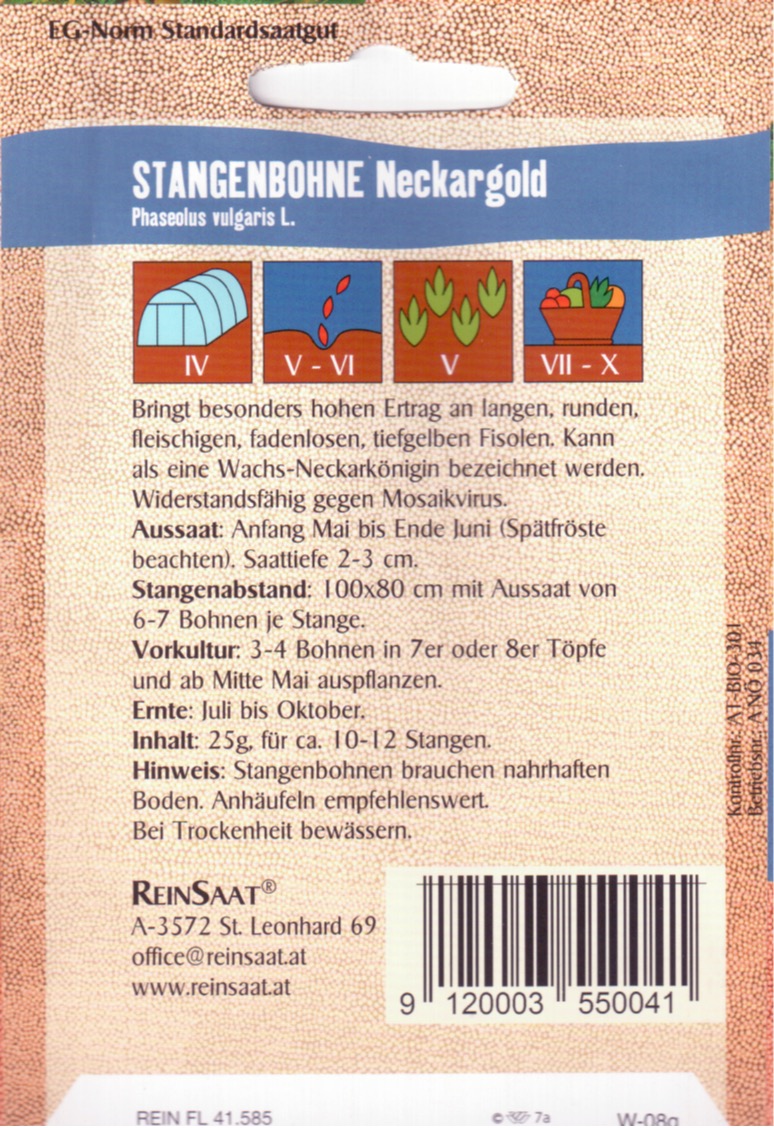 EG-Norm Standardsaatgut
STANGENBOHNE Neckargold
Phaseolus vulgaris L.
IV
V - VI
V
VII - X
Bringt besonders hohen Ertrag an langen, runden,
fleischigen, fadenlosen, tiefgelben Fisolen. Kann
als eine Wachs-Neckarkönigin bezeichnet werden.
Widerstandsfähig gegen Mosaikvirus.
Aussaat: Anfang Mai bis Ende Juni (Spätfröste
beachten). Saattiefe 2-3 cm.
Stangenabstand: 100x80 cm mit Aussaat von
6-7 Bohnen je Stange.
Vorkultur: 3-4 Bohnen in 7er oder 8er Töpfe
und ab Mitte Mai auspflanzen.
Ernte: Juli bis Oktober.
Inhalt: 25g, für ca. 10-12 Stangen.
Hinweis: Stangenbohnen brauchen nahrhaften
Boden. Anhäufeln empfehlenswert.
Bei Trockenheit bewässern.
Kontrollnr. AT-BIO-301
Betriebsnr. A NÖ 034
REINSAAT®
A-3572 St. Leonhard 69
office@reinsaat.at
www.reinsaat.at
9 120003 550041
REIN FL 41.585
© 7a
W-08g